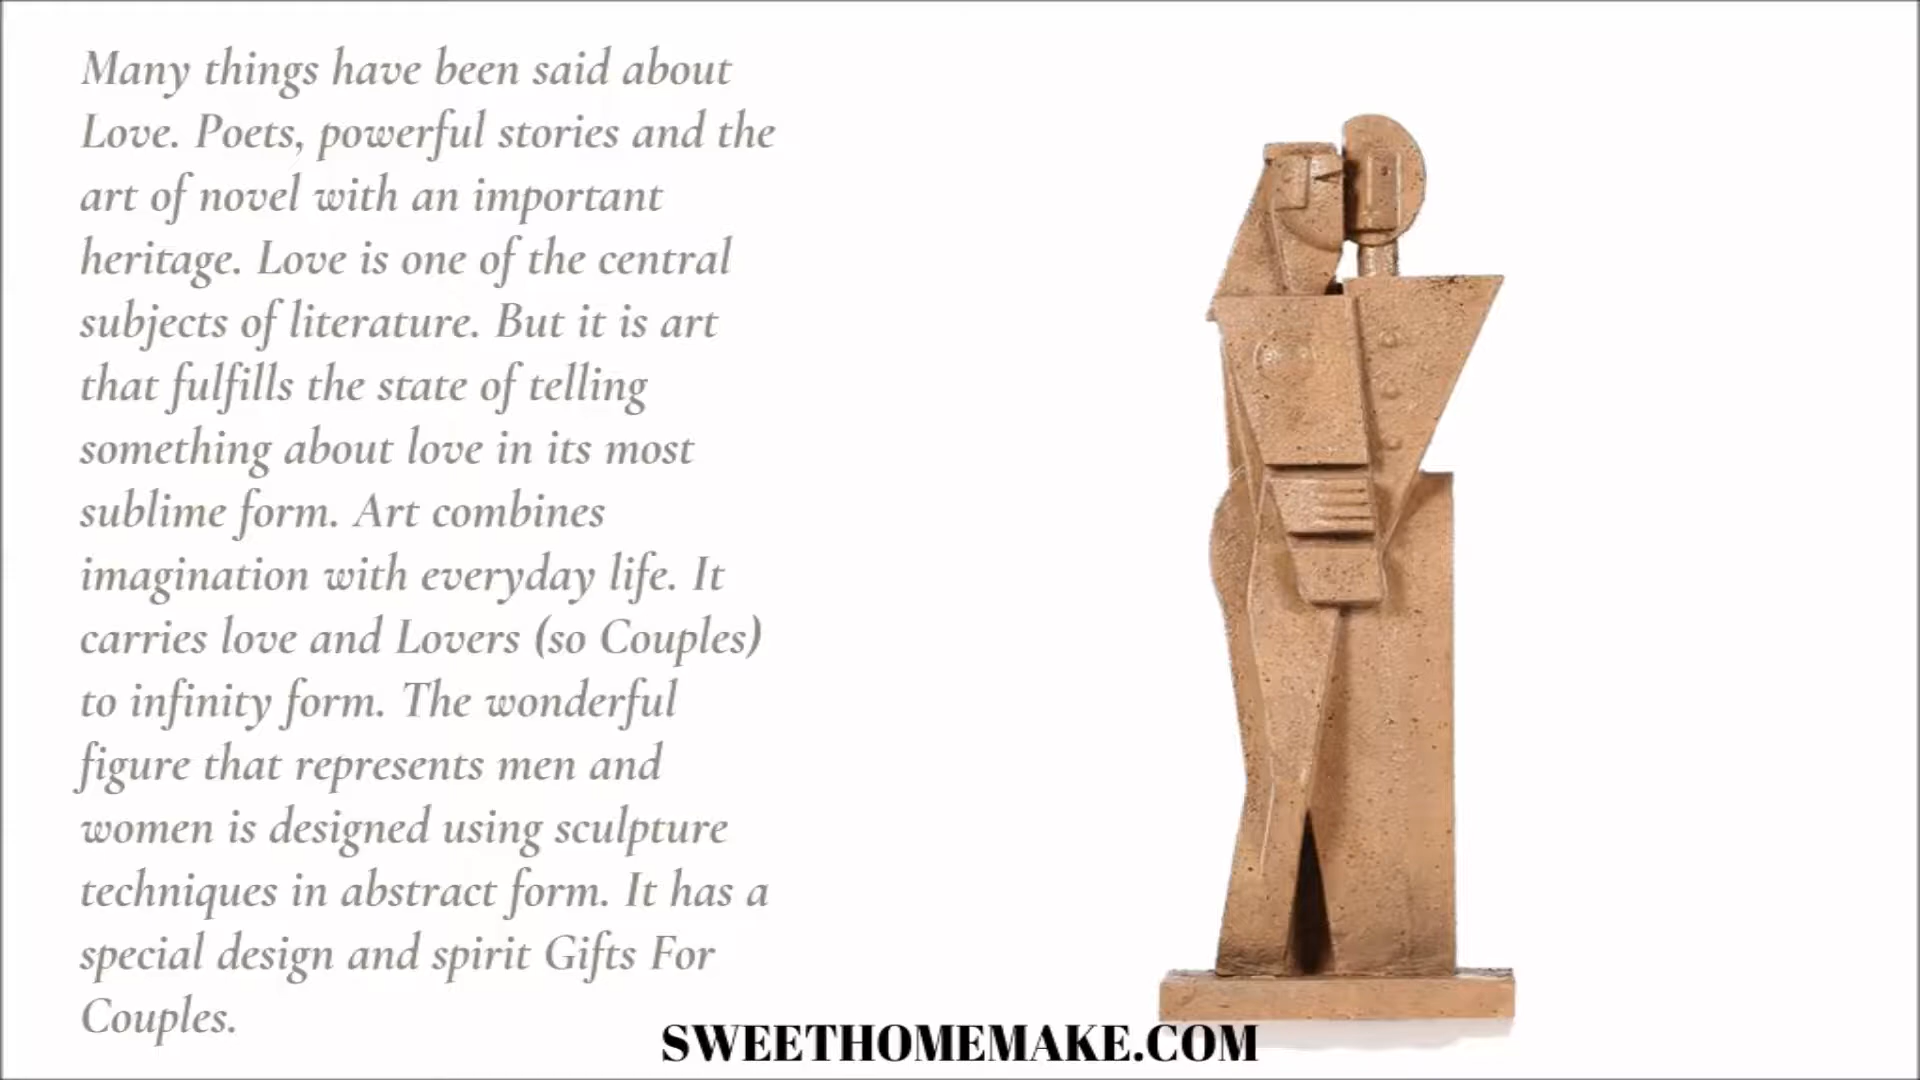 Many things have been said about
Love. Poets, powerful stories and the
art of novel with an important
heritage. Love is one of the central
subjects of literature. But it is art
that fulfills the state of telling
something about love in its most
sublime form. Art combines
imagination with everyday life. It
carries love and Lovers (so Couples)
to infinity form. The wonderful
figure that represents men and
women is designed using sculpture
techniques in abstract form. It has a
special design and spirit Gifts For
Couples.
SWEETHOMEMAKE.COM